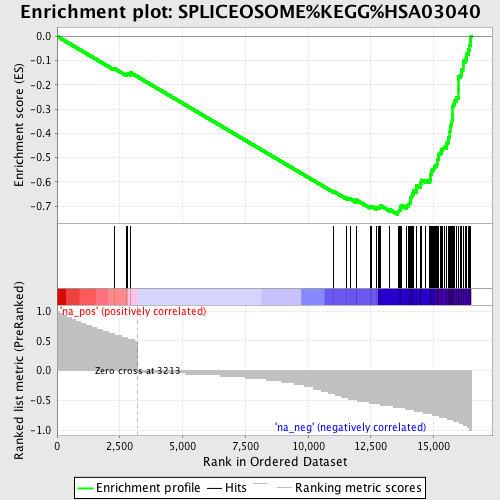 Enrichment plot: SPLICEOSOME%KEGG%HSA03040
Enrichment score (ES)
0.0
-0.1
-0.2
-0.3
-0.4
-0.5
-0.6
-0.7
Ranked list metric (PreRanked)
1.0
0.5
0.0
-0.5
-1.0
'na_pos' (positively correlated)
Zero cross at 3213
'na_neg' (negatively correlated)
0 2,500 5,000 7,500 10,000 12,500 15,000
Rank in Ordered Dataset
Enrichment profile Hits Ranking metric scores